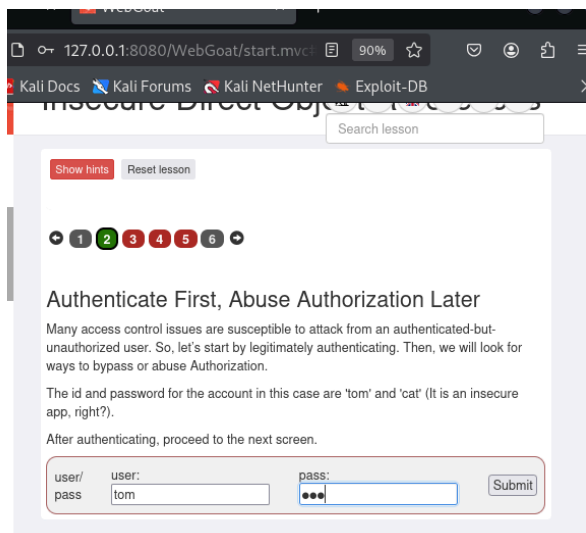 WebGoat
127.0.0.1:8080/WebGoat/start.mvc 90%
Kali Docs Kali Forums Kali NetHunter Exploit-DB
Insecure Direct Obj
Search lesson
Show hints Reset lesson
1 2 3 4 5 6
Authenticate First, Abuse Authorization Later
Many access control issues are susceptible to attack from an authenticated-but-
unauthorized user. So, let's start by legitimately authenticating. Then, we will look for
ways to bypass or abuse Authorization.
The id and password for the account in this case are 'tom' and 'cat' (It is an insecure
app, right?).
After authenticating, proceed to the next screen.
user/ user: pass:
pass tom ●●● Submit